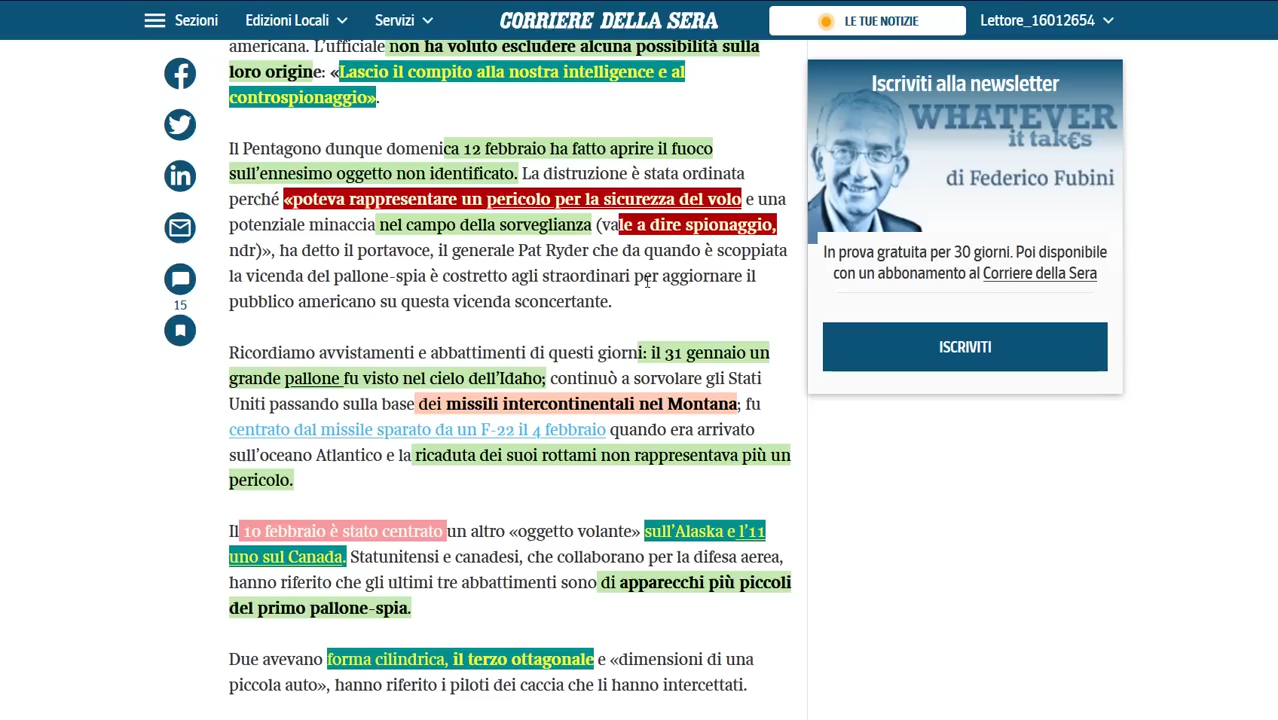 Sezioni
Edizioni Locali
Servizi
CORRIERE DELLA SERA
LE TUE NOTIZIE
Lettore_16012654
americana. L'ufficiale non ha voluto escludere alcuna possibilità sulla
loro origine: «Lascio il compito alla nostra intelligence e al
controspionaggio».
Il Pentagono dunque domenica 12 febbraio ha fatto aprire il fuoco
sull'ennesimo oggetto non identificato. La distruzione è stata ordinata
perché «poteva rappresentare un pericolo per la sicurezza del volo e una
potenziale minaccia nel campo della sorveglianza (vale a dire spionaggio,
ndr)», ha detto il portavoce, il generale Pat Ryder che da quando è scoppiata
la vicenda del pallone-spia è costretto agli straordinari per aggiornare il
pubblico americano su questa vicenda sconcertante.
15
Ricordiamo avvistamenti e abbattimenti di questi giorni: il 31 gennaio un
grande pallone fu visto nel cielo dell'Idaho; continuò a sorvolare gli Stati
Uniti passando sulla base dei missili intercontinentali nel Montana; fu
centrato dal missile sparato da un F-22 il 4 febbraio quando era arrivato
sull'oceano Atlantico e la ricaduta dei suoi rottami non rappresentava più un
pericolo.
Il 10 febbraio è stato centrato un altro «oggetto volante» sull'Alaska e l'11
uno sul Canada. Statunitensi e canadesi, che collaborano per la difesa aerea,
hanno riferito che gli ultimi tre abbattimenti sono di apparecchi più piccoli
del primo pallone-spia.
Due avevano forma cilindrica, il terzo ottagonale e «dimensioni di una
piccola auto», hanno riferito i piloti dei caccia che li hanno intercettati.
Iscriviti alla newsletter
WHATEVER
it tak€s
di Federico Fubini
In prova gratuita per 30 giorni. Poi disponibile
con un abbonamento al Corriere della Sera
ISCRIVITI